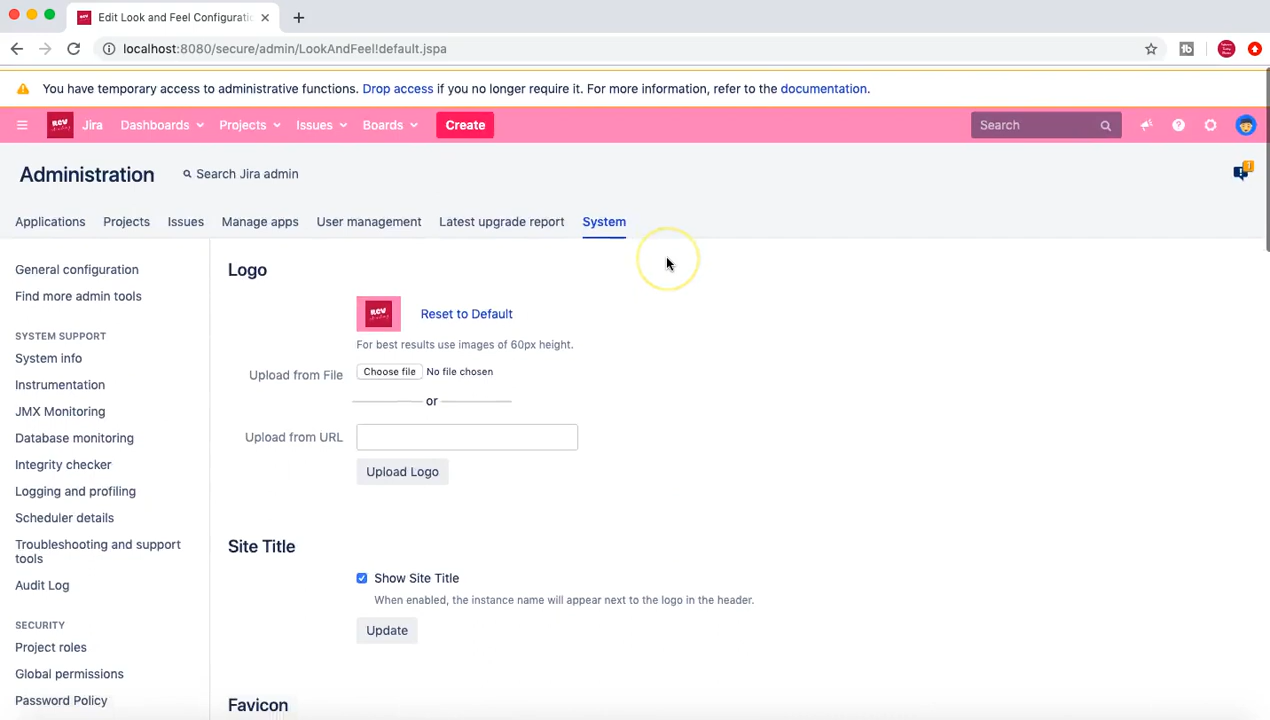 Edit Look and Feel Configuratio
localhost:8080/secure/admin/LookAndFeel!default.jspa
You have temporary access to administrative functions. Drop access if you no longer require it. For more information, refer to the documentation.
Jira Dashboards Projects Issues Boards Create Search
Administration Search Jira admin
Applications Projects Issues Manage apps User management Latest upgrade report System
General configuration
Find more admin tools
SYSTEM SUPPORT
System info
Instrumentation
JMX Monitoring
Database monitoring
Integrity checker
Logging and profiling
Scheduler details
Troubleshooting and support
tools
Audit Log
SECURITY
Project roles
Global permissions
Password Policy
Logo
Reset to Default
For best results use images of 60px height.
Upload from File Choose file No file chosen
or
Upload from URL
Upload Logo
Site Title
Show Site Title
When enabled, the instance name will appear next to the logo in the header.
Update
Favicon